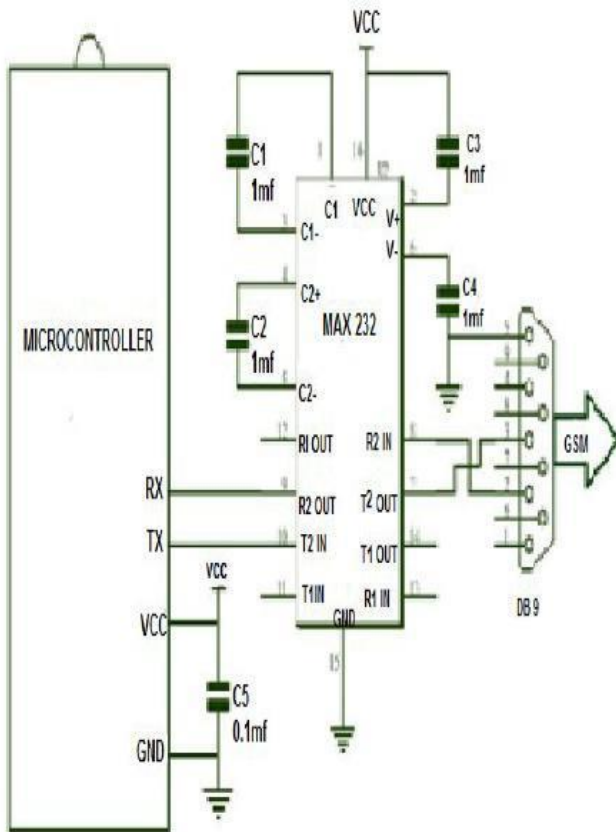 VCC
C1
1mf
C3
1mf
C1
VCC
V+
C1-
V-
C2+
C4
1mf
MAX 232
C2
1mf
MICROCONTROLLER
C2-
RI OUT
R2 IN
GSM
RX
R2 OUT
T2 OUT
TX
T2 IN
T1 OUT
VCC
T1IN
R1 IN
DB 9
GND
VCC
15
C5
0.1mf
GND